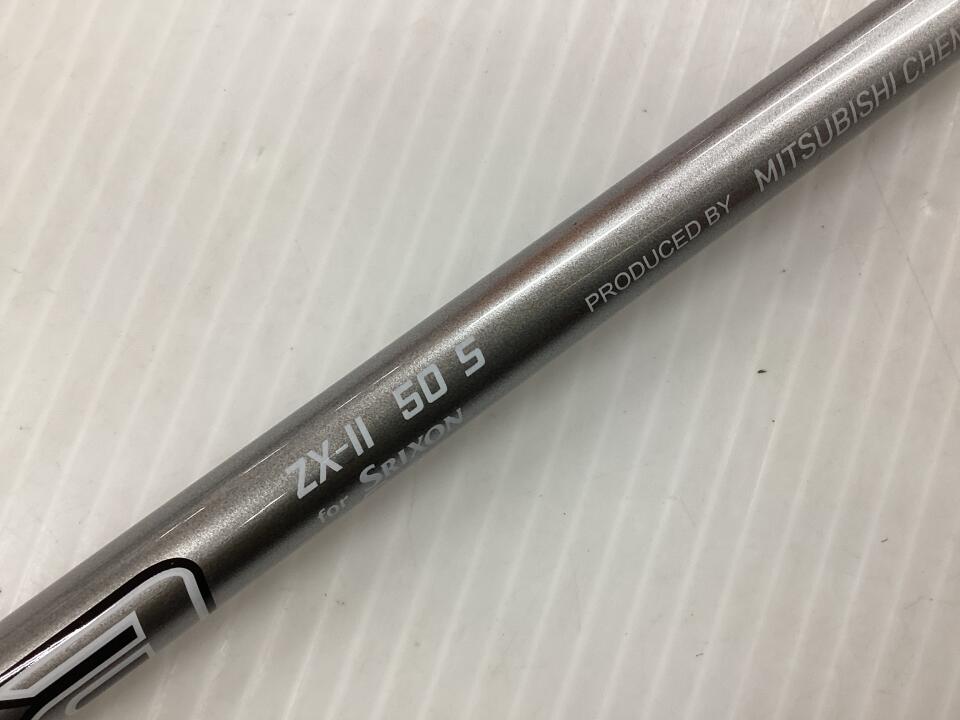 ZX-II 50 S
for SRIXON
PRODUCED BY MITSUBISHI CHEM